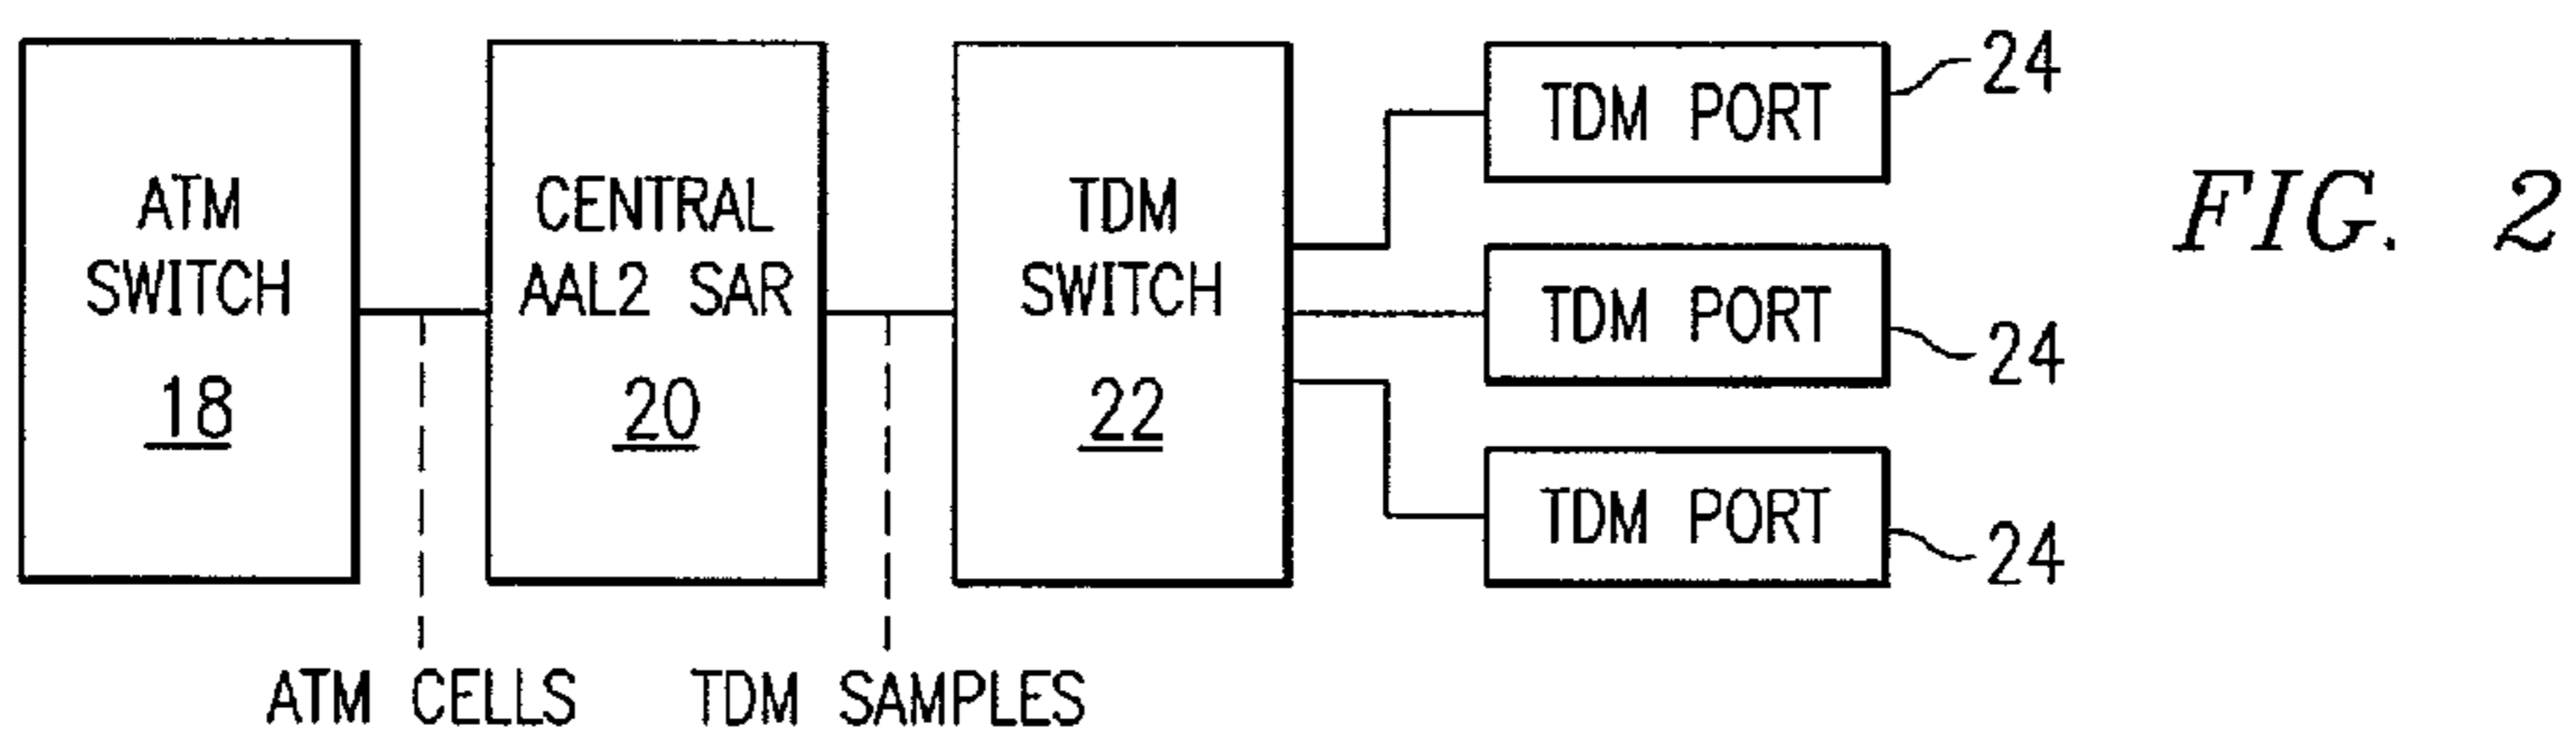 ATM
SWITCH
18
CENTRAL
AAL2 SAR
20
TDM
SWITCH
22
TDM PORT
24
TDM PORT
24
TDM PORT
24
ATM CELLS
TDM SAMPLES
FIG. 2